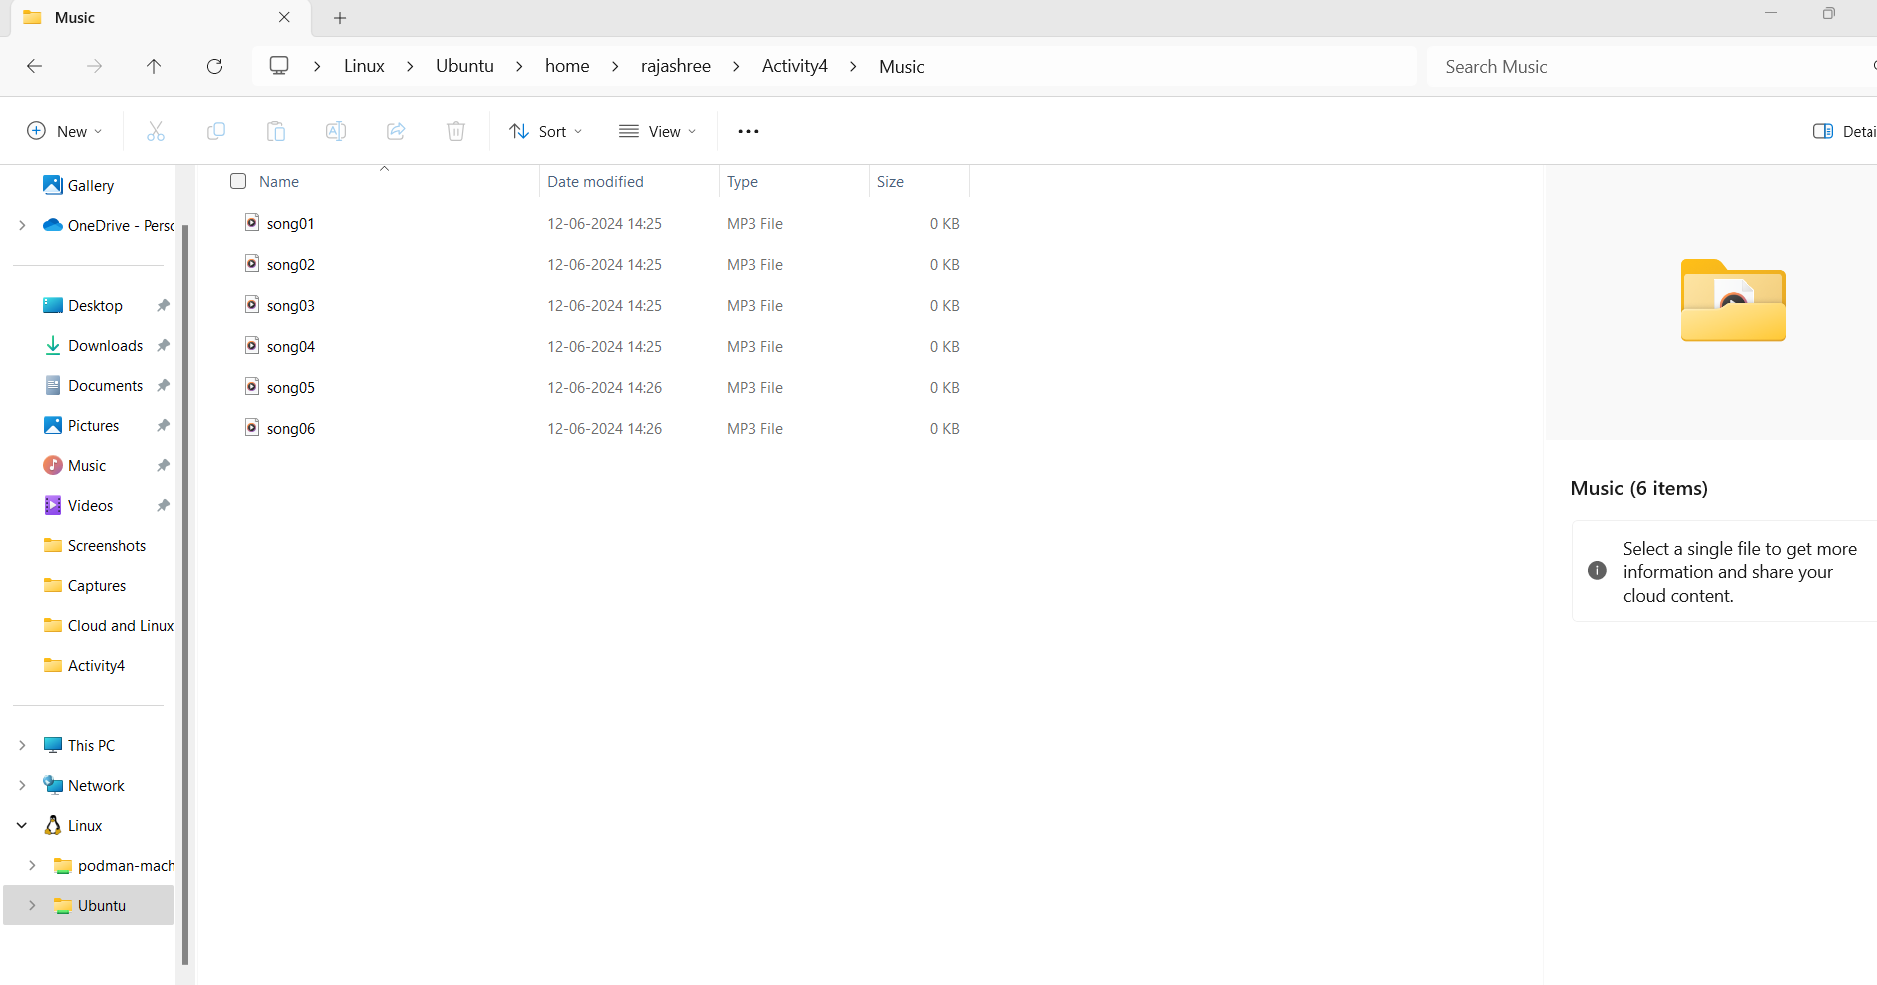 Music
Linux > Ubuntu > home > rajashree > Activity4 > Music
Search Music
New
Sort
View
Detai
Gallery
OneDrive - Perso
Desktop
Downloads
Documents
Pictures
Music
Videos
Screenshots
Captures
Cloud and Linux
Activity4
This PC
Network
Linux
podman-mach
Ubuntu
Name Date modified Type Size
song01 12-06-2024 14:25 MP3 File 0 KB
song02 12-06-2024 14:25 MP3 File 0 KB
song03 12-06-2024 14:25 MP3 File 0 KB
song04 12-06-2024 14:25 MP3 File 0 KB
song05 12-06-2024 14:26 MP3 File 0 KB
song06 12-06-2024 14:26 MP3 File 0 KB
Music (6 items)
Select a single file to get more
information and share your
cloud content.